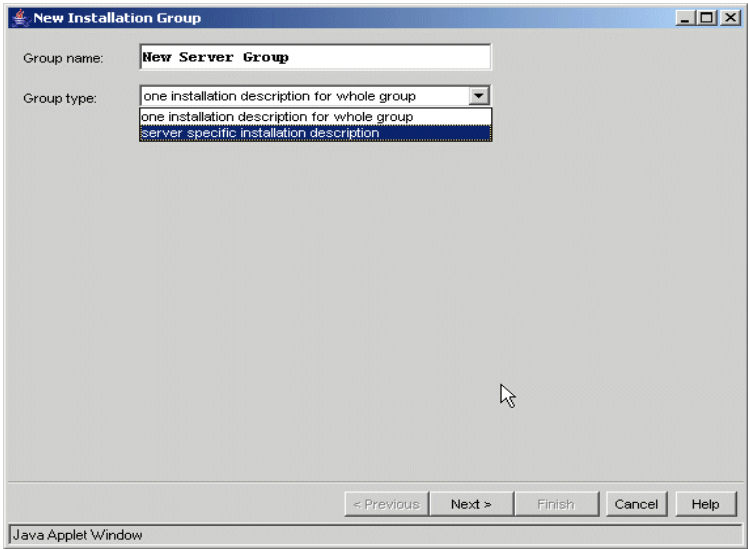 New Installation Group
Group name: New Server Group
Group type: one installation description for whole group
one installation description for whole group
server specific installation description
< Previous Next > Finish Cancel Help
Java Applet Window